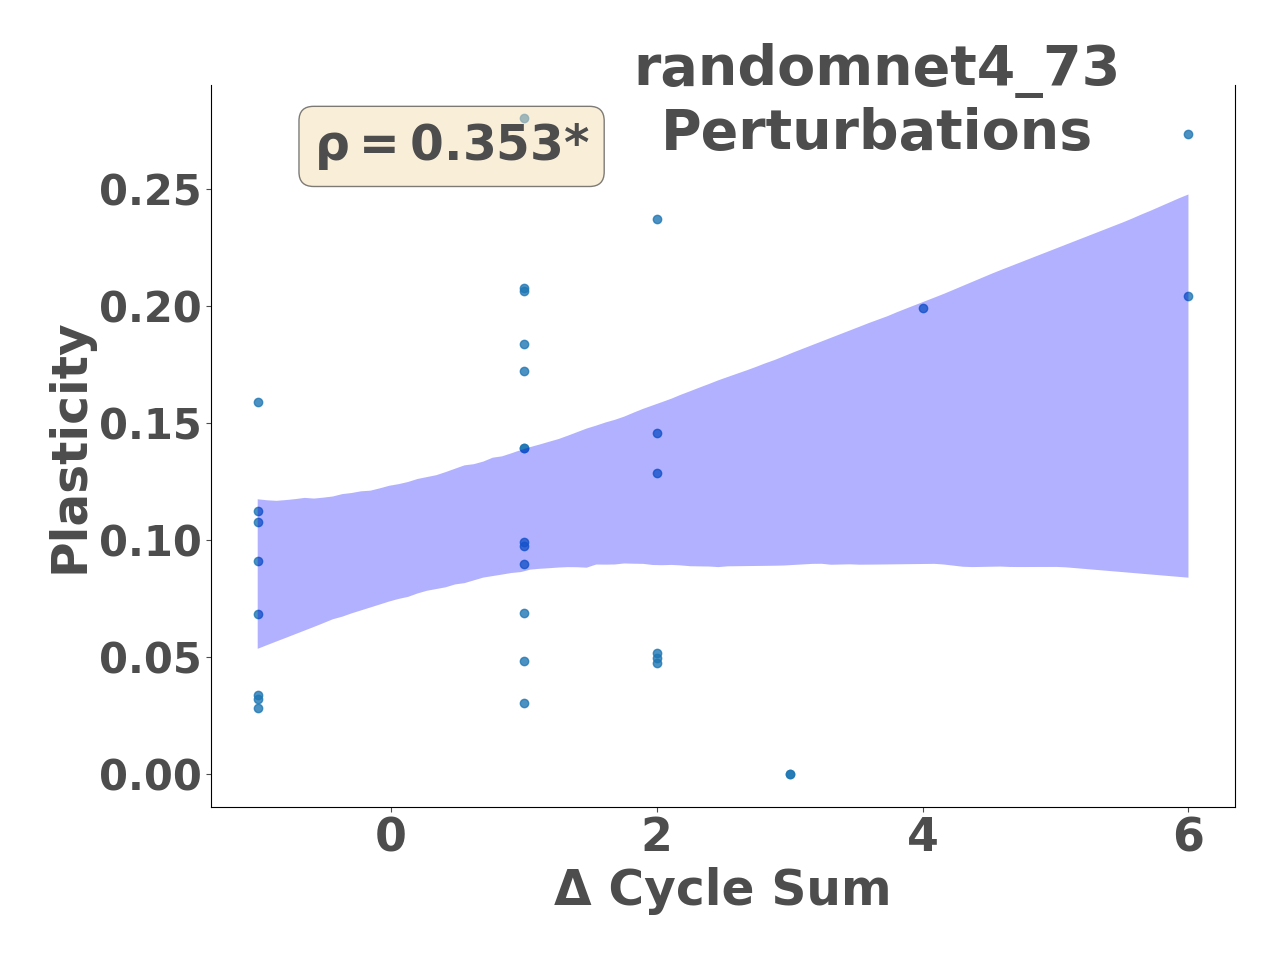 randomnet4_73
Perturbations
ρ = 0.353*
Plasticity
0.25
0.20
0.15
0.10
0.05
0.00
0 2 4 6
Δ Cycle Sum